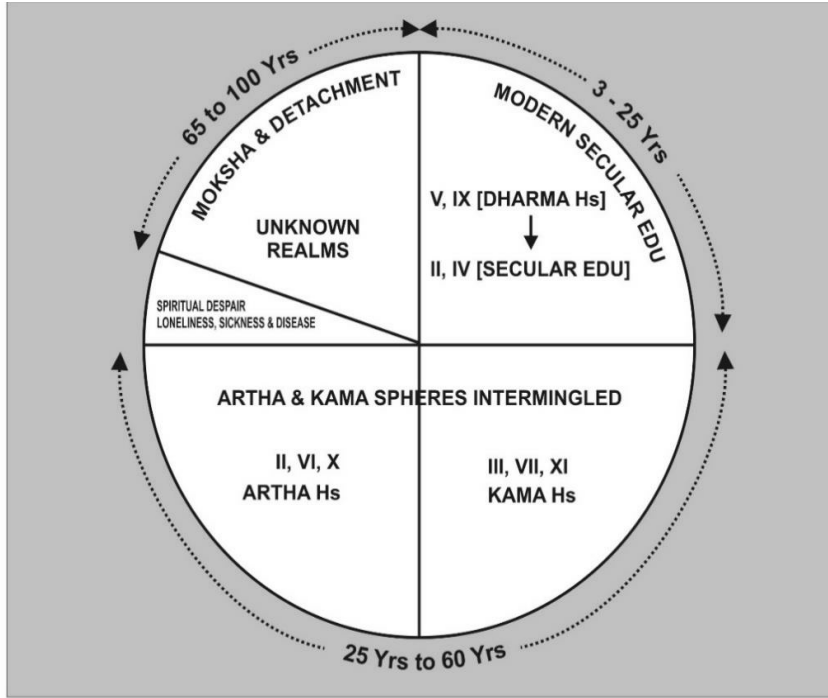 65 to 100 Yrs
3 - 25 Yrs
MOKSHA & DETACHMENT
MODERN SECULAR EDU
UNKNOWN
REALMS
V, IX [DHARMA Hs]
II, IV [SECULAR EDU]
SPIRITUAL DESPAIR
LONELINESS, SICKNESS & DISEASE
ARTHA & KAMA SPHERES INTERMINGLED
II, VI, X
ARTHA Hs
III, VII, XI
KAMA Hs
25 Yrs to 60 Yrs